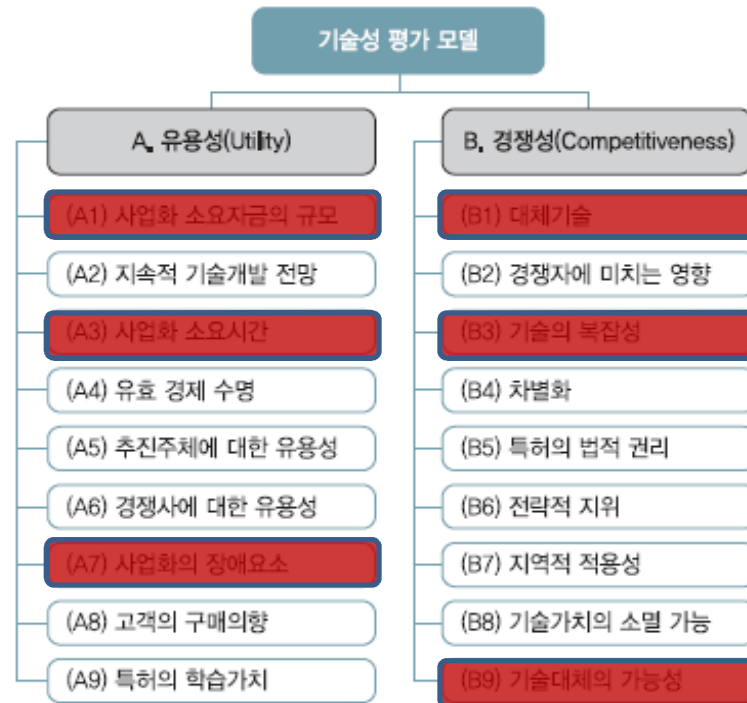 기술성 평가 모델
A. 유용성(Utility)
(A1) 사업화 소요자금의 규모
(A2) 지속적 기술개발 전망
(A3) 사업화 소요시간
(A4) 유효 경제 수명
(A5) 추진주체에 대한 유용성
(A6) 경쟁사에 대한 유용성
(A7) 사업화의 장애요소
(A8) 고객의 구매의향
(A9) 특허의 학습가치
B. 경쟁성(Competitiveness)
(B1) 대체기술
(B2) 경쟁자에 미치는 영향
(B3) 기술의 복잡성
(B4) 차별화
(B5) 특허의 법적 권리
(B6) 전략적 지위
(B7) 지역적 적용성
(B8) 기술가치의 소멸 가능
(B9) 기술대체의 가능성